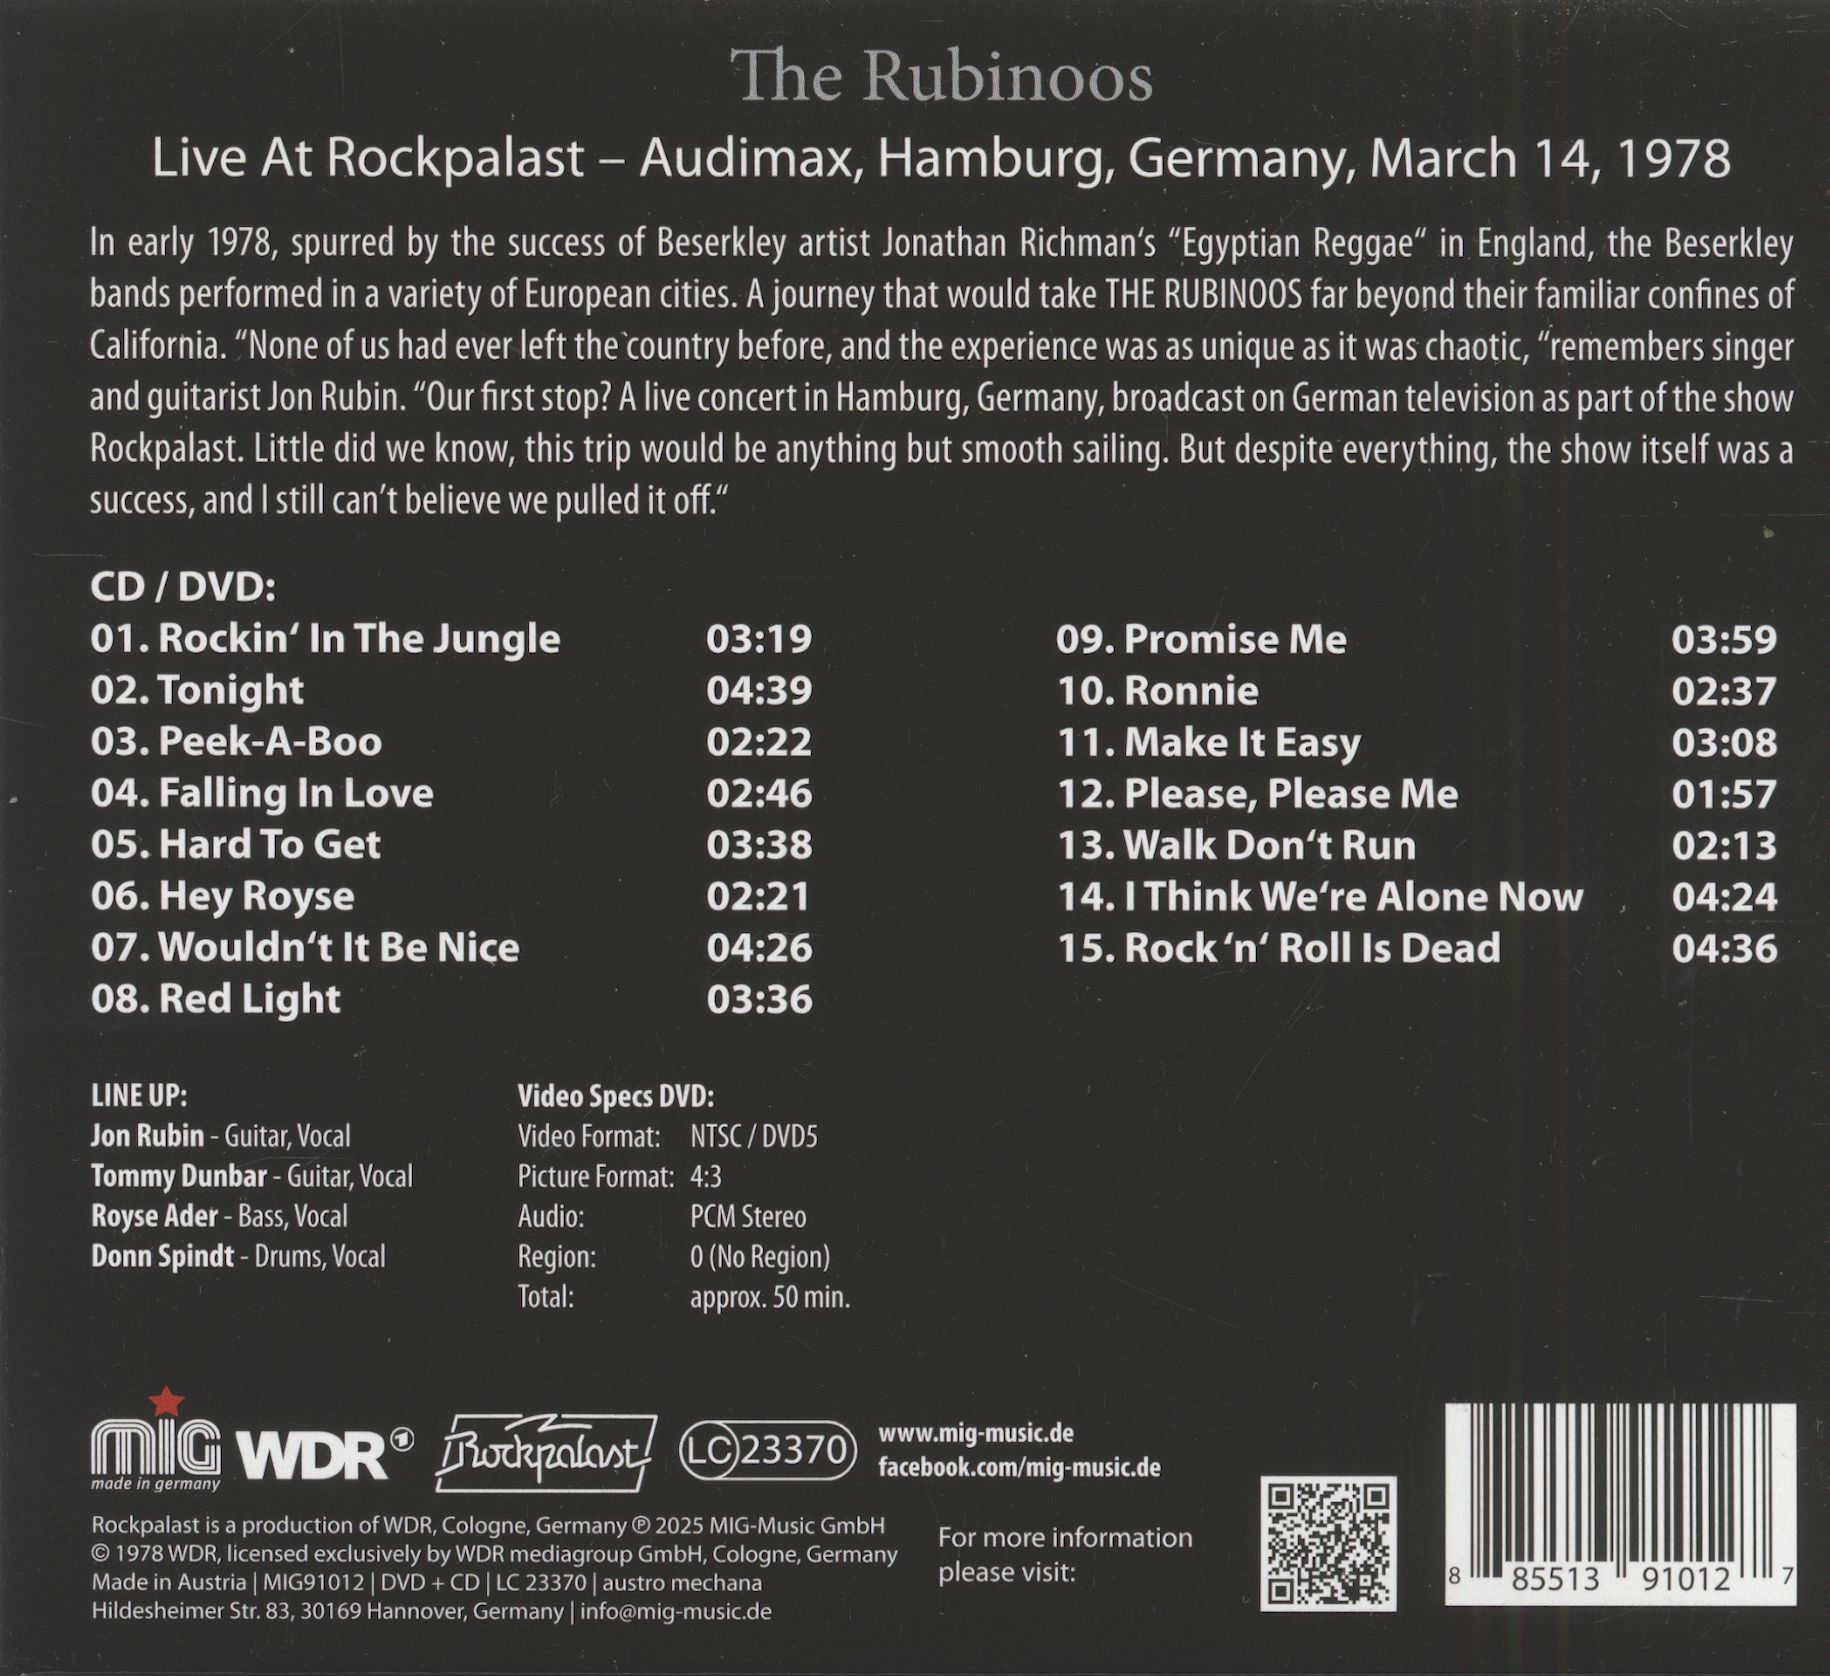 The Rubinoos
Live At Rockpalast – Audimax, Hamburg, Germany, March 14, 1978
In early 1978, spurred by the success of Beserkley artist Jonathan Richman‘s “Egyptian Reggae“ in England, the Beserkley
bands performed in a variety of European cities. A journey that would take THE RUBINOOS far beyond their familiar confines of
California. “None of us had ever left the country before, and the experience was as unique as it was chaotic, “remembers singer
and guitarist Jon Rubin. “Our first stop? A live concert in Hamburg, Germany, broadcast on German television as part of the show
Rockpalast. Little did we know, this trip would be anything but smooth sailing. But despite everything, the show itself was a
success, and I still can’t believe we pulled it off.“
CD / DVD:
01. Rockin‘ In The Jungle 03:19
02. Tonight 04:39
03. Peek-A-Boo 02:22
04. Falling In Love 02:46
05. Hard To Get 03:38
06. Hey Royse 02:21
07. Wouldn‘t It Be Nice 04:26
08. Red Light 03:36
09. Promise Me 03:59
10. Ronnie 02:37
11. Make It Easy 03:08
12. Please, Please Me 01:57
13. Walk Don‘t Run 02:13
14. I Think We‘re Alone Now 04:24
15. Rock ‘n‘ Roll Is Dead 04:36
LINE UP:
Jon Rubin - Guitar, Vocal
Tommy Dunbar - Guitar, Vocal
Royse Ader - Bass, Vocal
Donn Spindt - Drums, Vocal
Video Specs DVD:
Video Format: NTSC / DVD5
Picture Format: 4:3
Audio: PCM Stereo
Region: 0 (No Region)
Total: approx. 50 min.
MIG
made in germany
WDR 1
Rockpalast
LC 23370
www.mig-music.de
facebook.com/mig-music.de
Rockpalast is a production of WDR, Cologne, Germany ℗ 2025 MIG-Music GmbH
© 1978 WDR, licensed exclusively by WDR mediagroup GmbH, Cologne, Germany
Made in Austria | MIG91012 | DVD + CD | LC 23370 | austro mechana
Hildesheimer Str. 83, 30169 Hannover, Germany | info@mig-music.de
For more information
please visit:
8 85513 91012 7